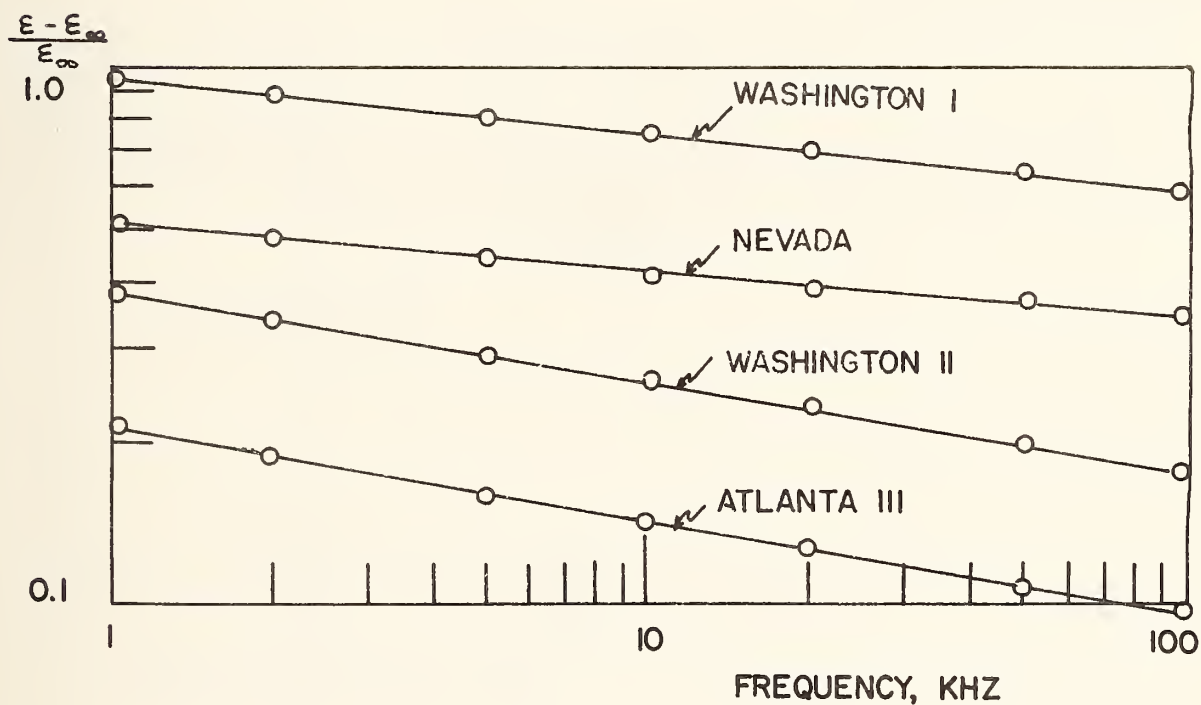 ε - ε∞
ε∞
1.0
WASHINGTON I
NEVADA
WASHINGTON II
ATLANTA III
0.1
1
10
100
FREQUENCY, KHZ